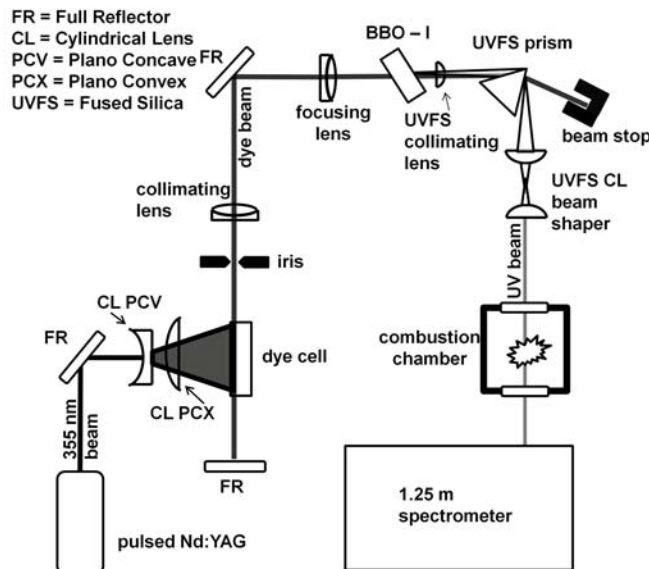 FR = Full Reflector
CL = Cylindrical Lens
PCV = Plano Concave
PCX = Plano Convex
UVFS = Fused Silica
FR
BBO – I
UVFS prism
focusing
lens
UVFS
collimating
lens
beam stop
dye beam
collimating
lens
UVFS CL
beam
shaper
iris
UV beam
CL PCV
FR
dye cell
combustion
chamber
CL PCX
355 nm
beam
FR
1.25 m
spectrometer
pulsed Nd:YAG